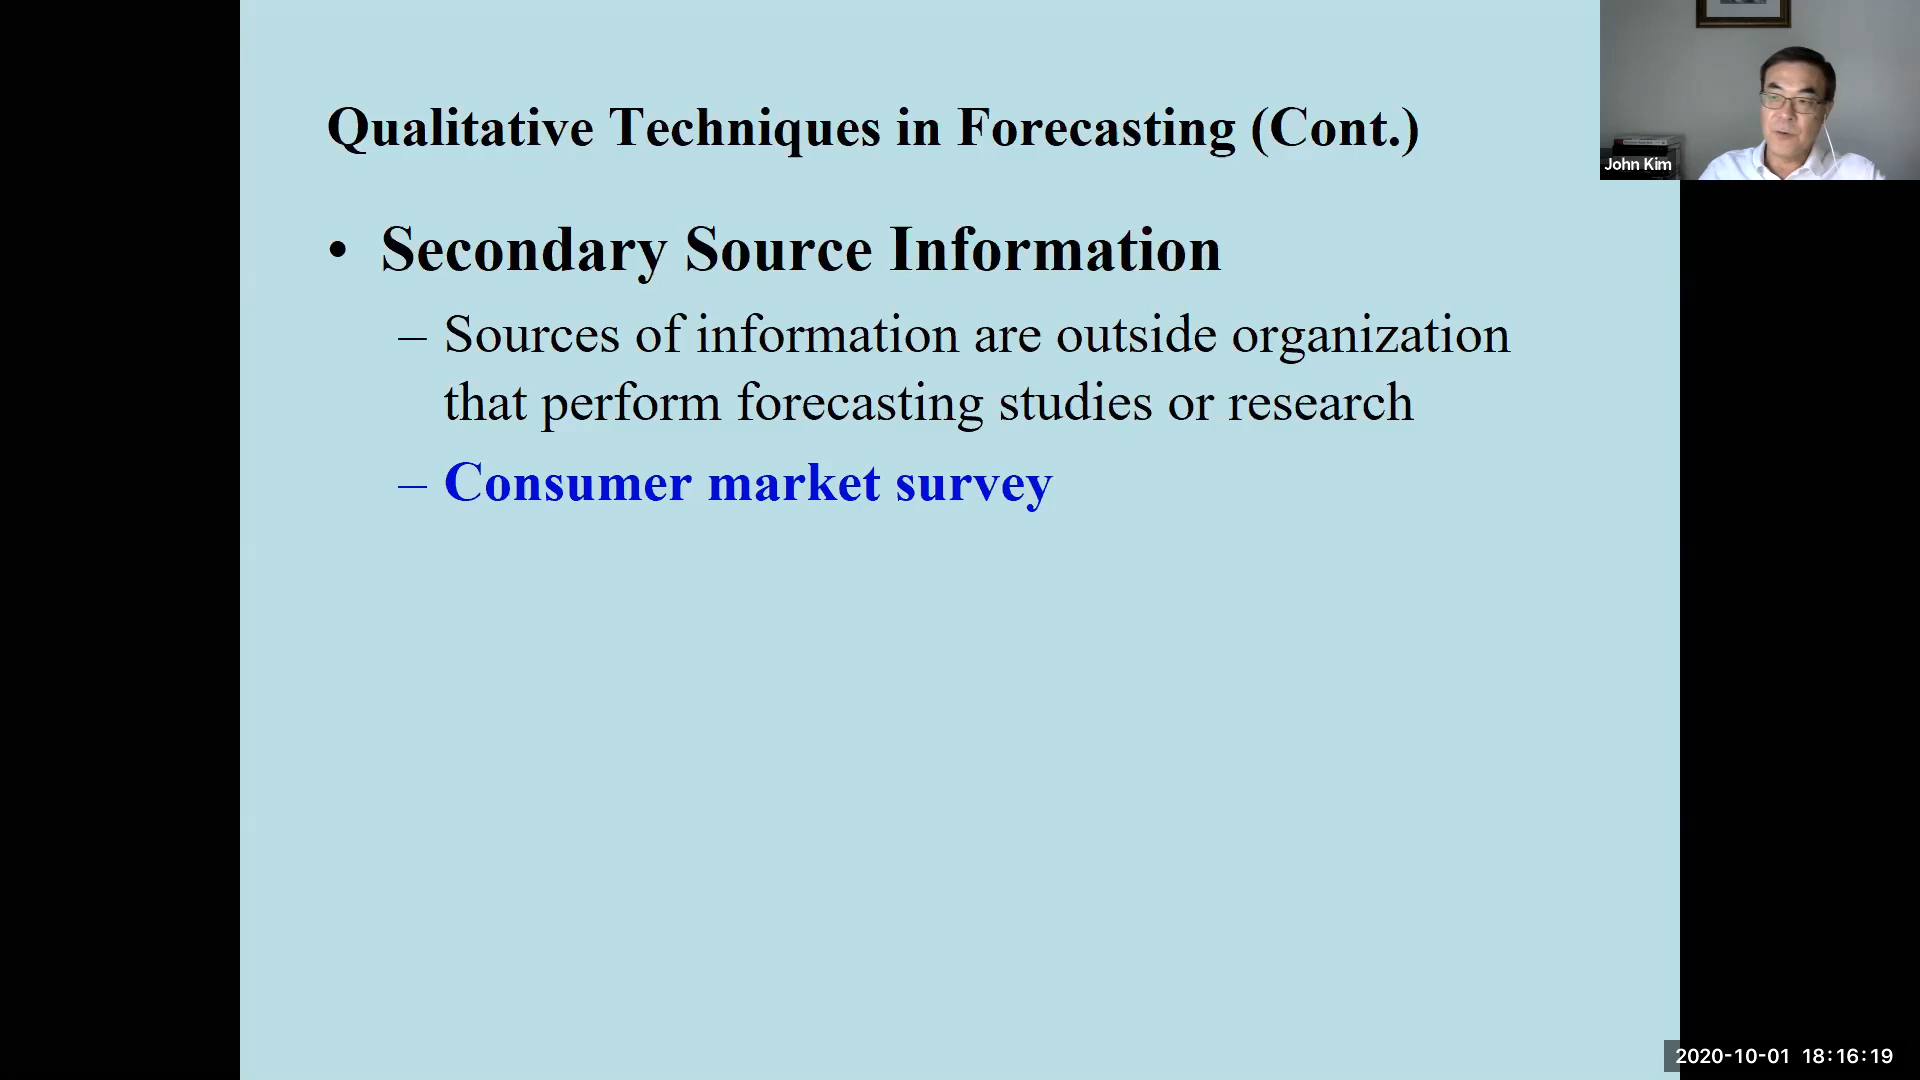 Qualitative Techniques in Forecasting (Cont.)
• Secondary Source Information
– Sources of information are outside organization
that perform forecasting studies or research
– Consumer market survey
John Kim
2020-10-01 18:16:19